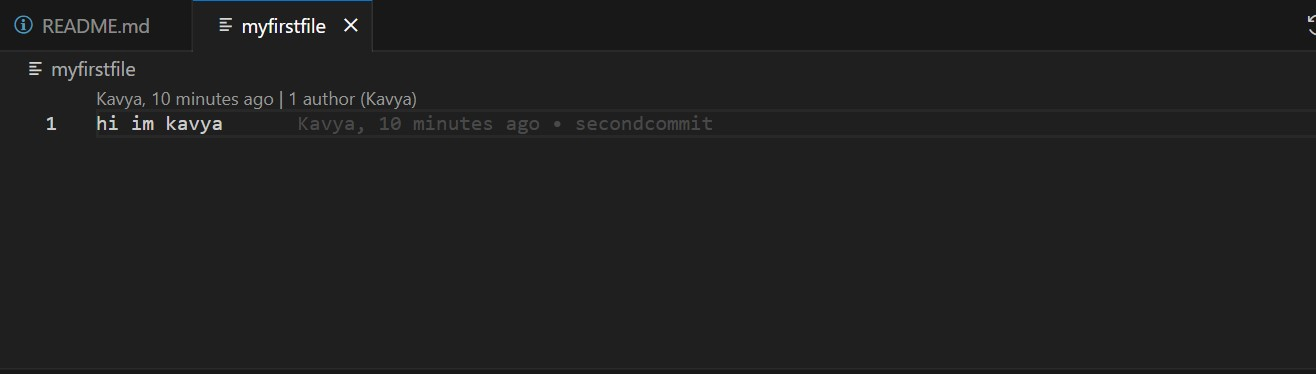 README.md myfirstfile
myfirstfile
Kavya, 10 minutes ago | 1 author (Kavya)
1 hi im kavya Kavya, 10 minutes ago • secondcommit